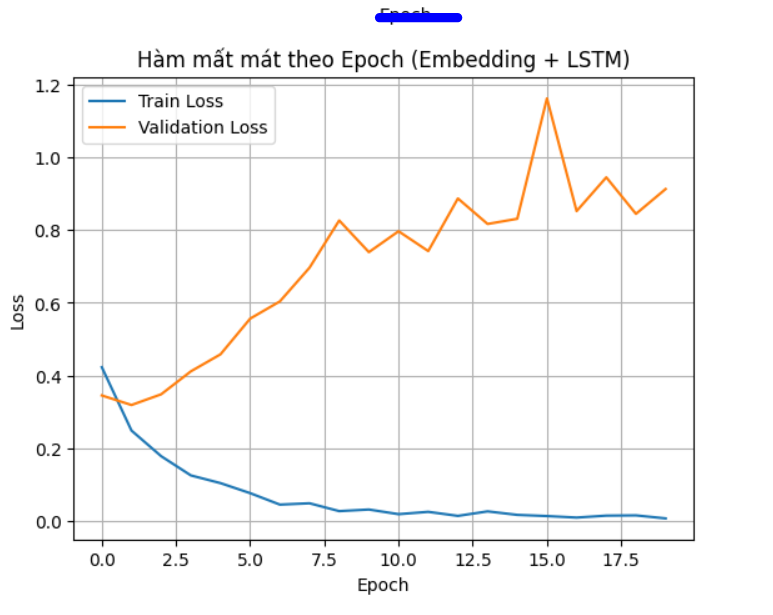 Hàm mất mát theo Epoch (Embedding + LSTM)
Train Loss
Validation Loss
1.2
1.0
0.8
0.6
0.4
0.2
0.0
Loss
0.0 2.5 5.0 7.5 10.0 12.5 15.0 17.5
Epoch